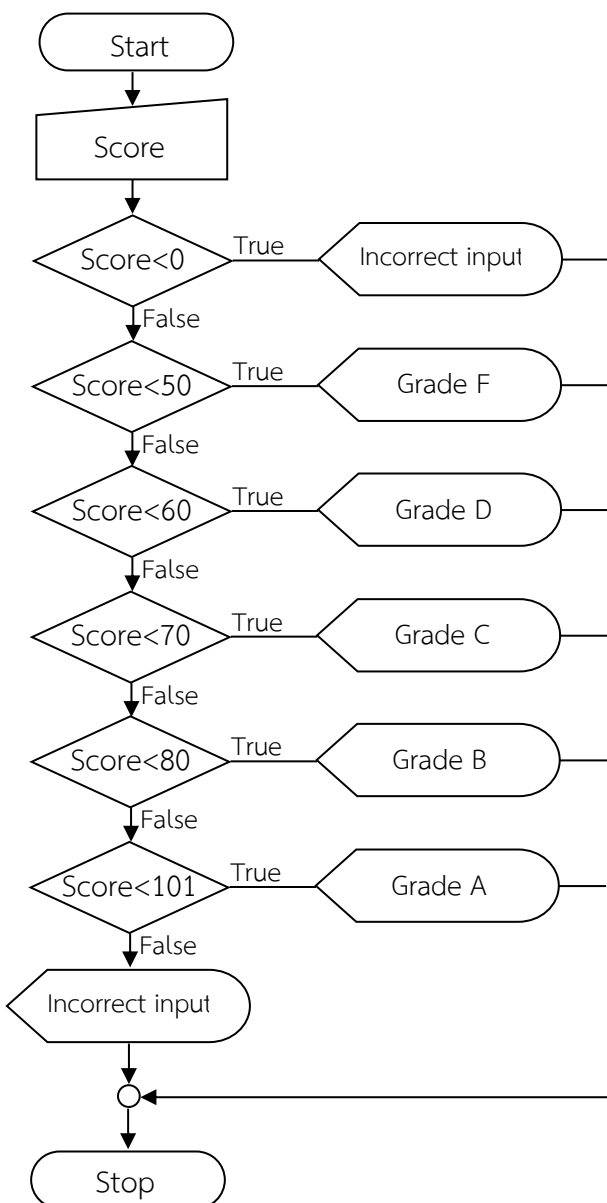 Start
Score
Score<0
True
Incorrect input
False
Score<50
True
Grade F
False
Score<60
True
Grade D
False
Score<70
True
Grade C
False
Score<80
True
Grade B
False
Score<101
True
Grade A
False
Incorrect input
Stop